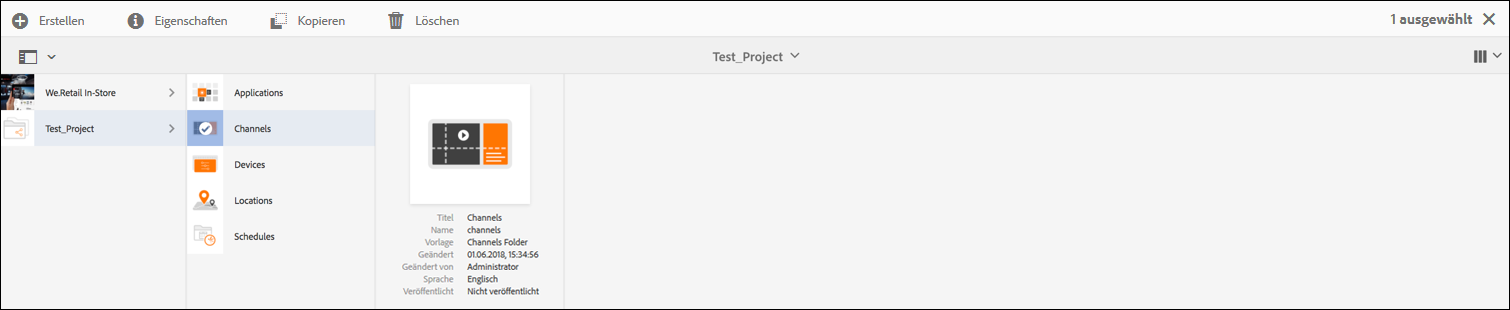 Erstellen Eigenschaften Kopieren Löschen 1 ausgewählt
Test_Project
We.Retail In-Store
Test_Project
Applications
Channels
Devices
Locations
Schedules
Titel Channels
Name channels
Vorlage Channels Folder
Geändert 01.06.2018, 15:34:56
Geändert von Administrator
Sprache Englisch
Veröffentlicht Nicht veröffentlicht